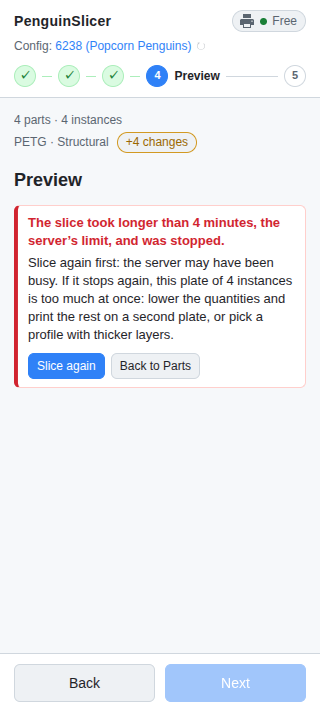 PenguinSlicer
Free
Config: 6238 (Popcorn Penguins)
4 Preview
5
4 parts · 4 instances
PETG · Structural
+4 changes
Preview
The slice took longer than 4 minutes, the
server’s limit, and was stopped.
Slice again first: the server may have been
busy. If it stops again, this plate of 4 instances
is too much at once: lower the quantities and
print the rest on a second plate, or pick a
profile with thicker layers.
Slice again
Back to Parts
Back
Next